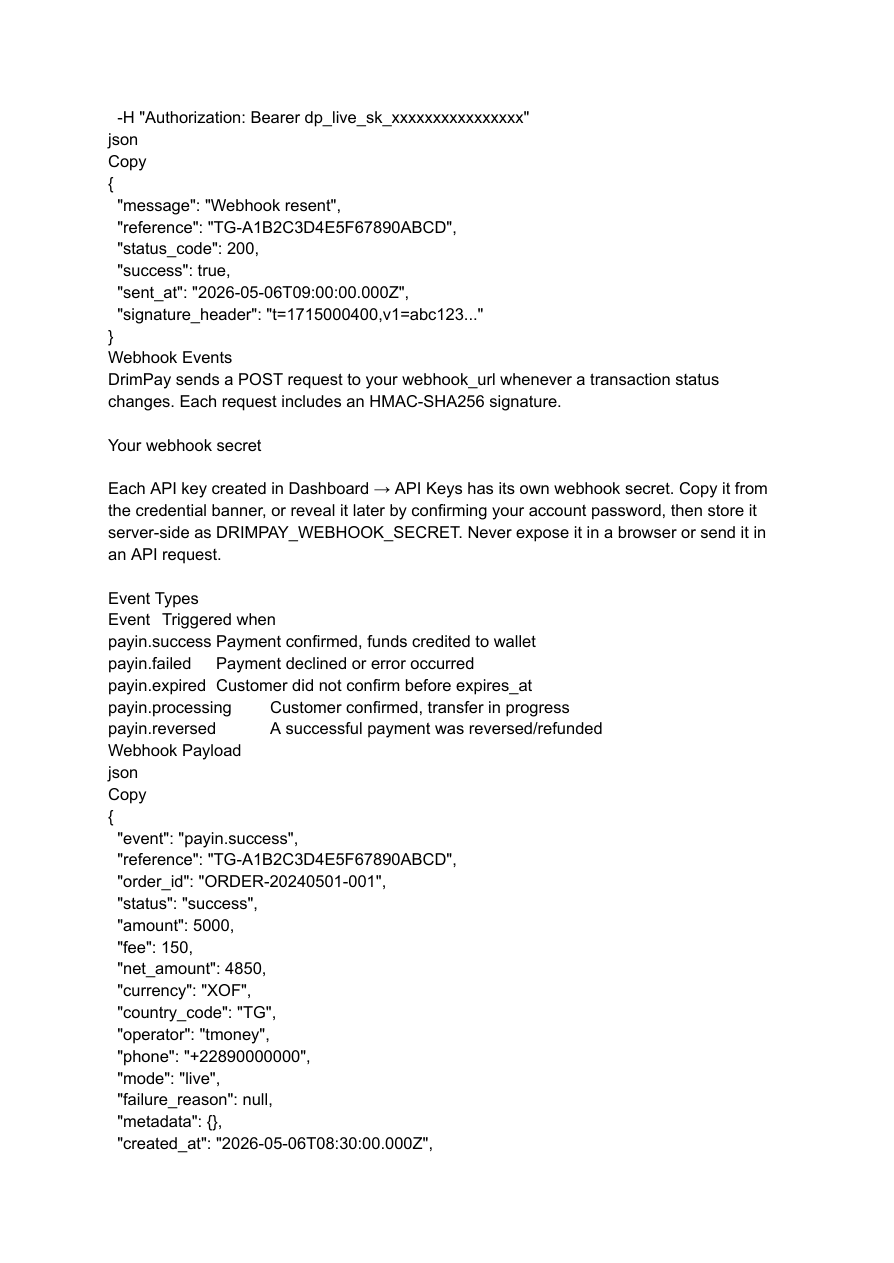 -H "Authorization: Bearer dp_live_sk_xxxxxxxxxxxxxxxx"
json
Copy
{
"message": "Webhook resent",
"reference": "TG-A1B2C3D4E5F67890ABCD",
"status_code": 200,
"success": true,
"sent_at": "2026-05-06T09:00:00.000Z",
"signature_header": "t=1715000400,v1=abc123..."
}
Webhook Events
DrimPay sends a POST request to your webhook_url whenever a transaction status
changes. Each request includes an HMAC-SHA256 signature.
Your webhook secret
Each API key created in Dashboard → API Keys has its own webhook secret. Copy it from
the credential banner, or reveal it later by confirming your account password, then store it
server-side as DRIMPAY_WEBHOOK_SECRET. Never expose it in a browser or send it in
an API request.
Event Types
Event Triggered when
payin.success Payment confirmed, funds credited to wallet
payin.failed Payment declined or error occurred
payin.expired Customer did not confirm before expires_at
payin.processing Customer confirmed, transfer in progress
payin.reversed A successful payment was reversed/refunded
Webhook Payload
json
Copy
{
"event": "payin.success",
"reference": "TG-A1B2C3D4E5F67890ABCD",
"order_id": "ORDER-20240501-001",
"status": "success",
"amount": 5000,
"fee": 150,
"net_amount": 4850,
"currency": "XOF",
"country_code": "TG",
"operator": "tmoney",
"phone": "+22890000000",
"mode": "live",
"failure_reason": null,
"metadata": {},
"created_at": "2026-05-06T08:30:00.000Z",